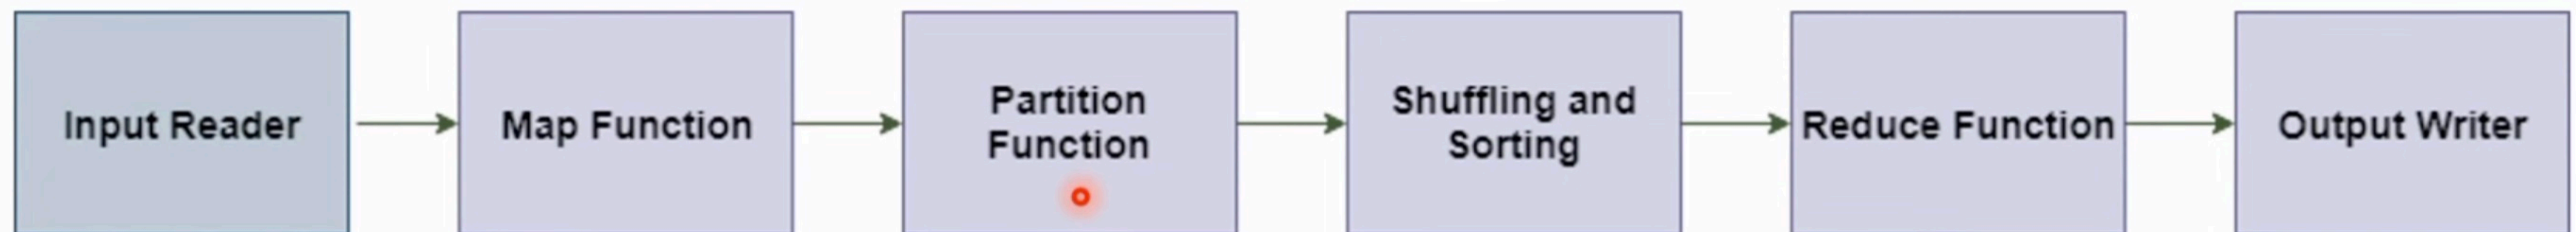 Input Reader
Map Function
Partition
Function
Shuffling and
Sorting
Reduce Function
Output Writer